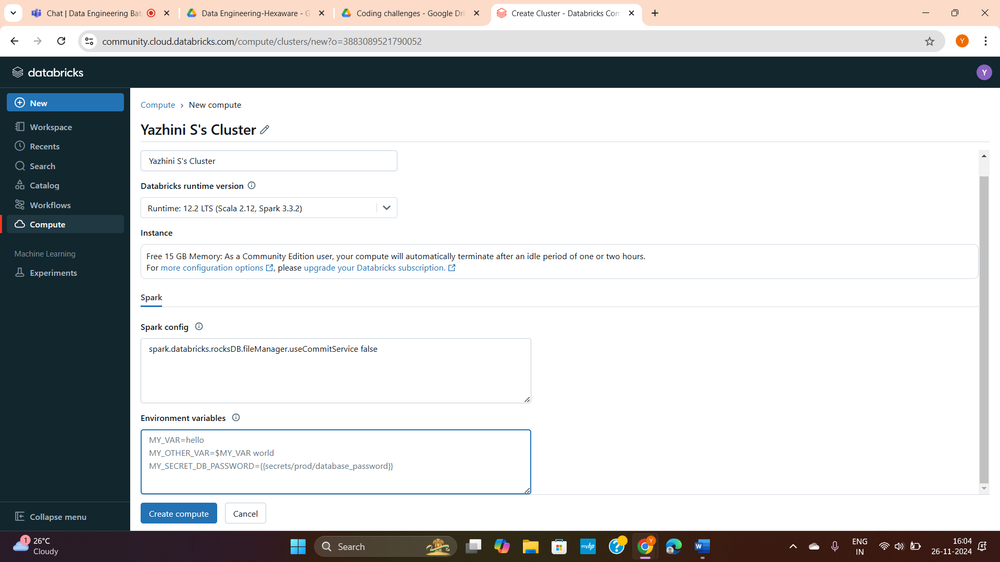 Chat | Data Engineering Bat
Data Engineering-Hexaware - G
Coding challenges - Google Dri
Create Cluster - Databricks Com
community.cloud.databricks.com/compute/clusters/new?o=3883089521790052
Y
databricks
Y
New
Workspace
Recents
Search
Catalog
Workflows
Compute
Machine Learning
Experiments
Collapse menu
Compute › New compute
Yazhini S's Cluster
Yazhini S's Cluster
Databricks runtime version
Runtime: 12.2 LTS (Scala 2.12, Spark 3.3.2)
Instance
Free 15 GB Memory: As a Community Edition user, your compute will automatically terminate after an idle period of one or two hours.
For more configuration options, please upgrade your Databricks subscription.
Spark
Spark config
spark.databricks.rocksDB.fileManager.useCommitService false
Environment variables
MY_VAR=hello
MY_OTHER_VAR=$MY_VAR world
MY_SECRET_DB_PASSWORD={{secrets/prod/database_password}}
Create compute
Cancel
1
26°C
Cloudy
Search
myhp
Y
W
ENG
IN
16:04
26-11-2024